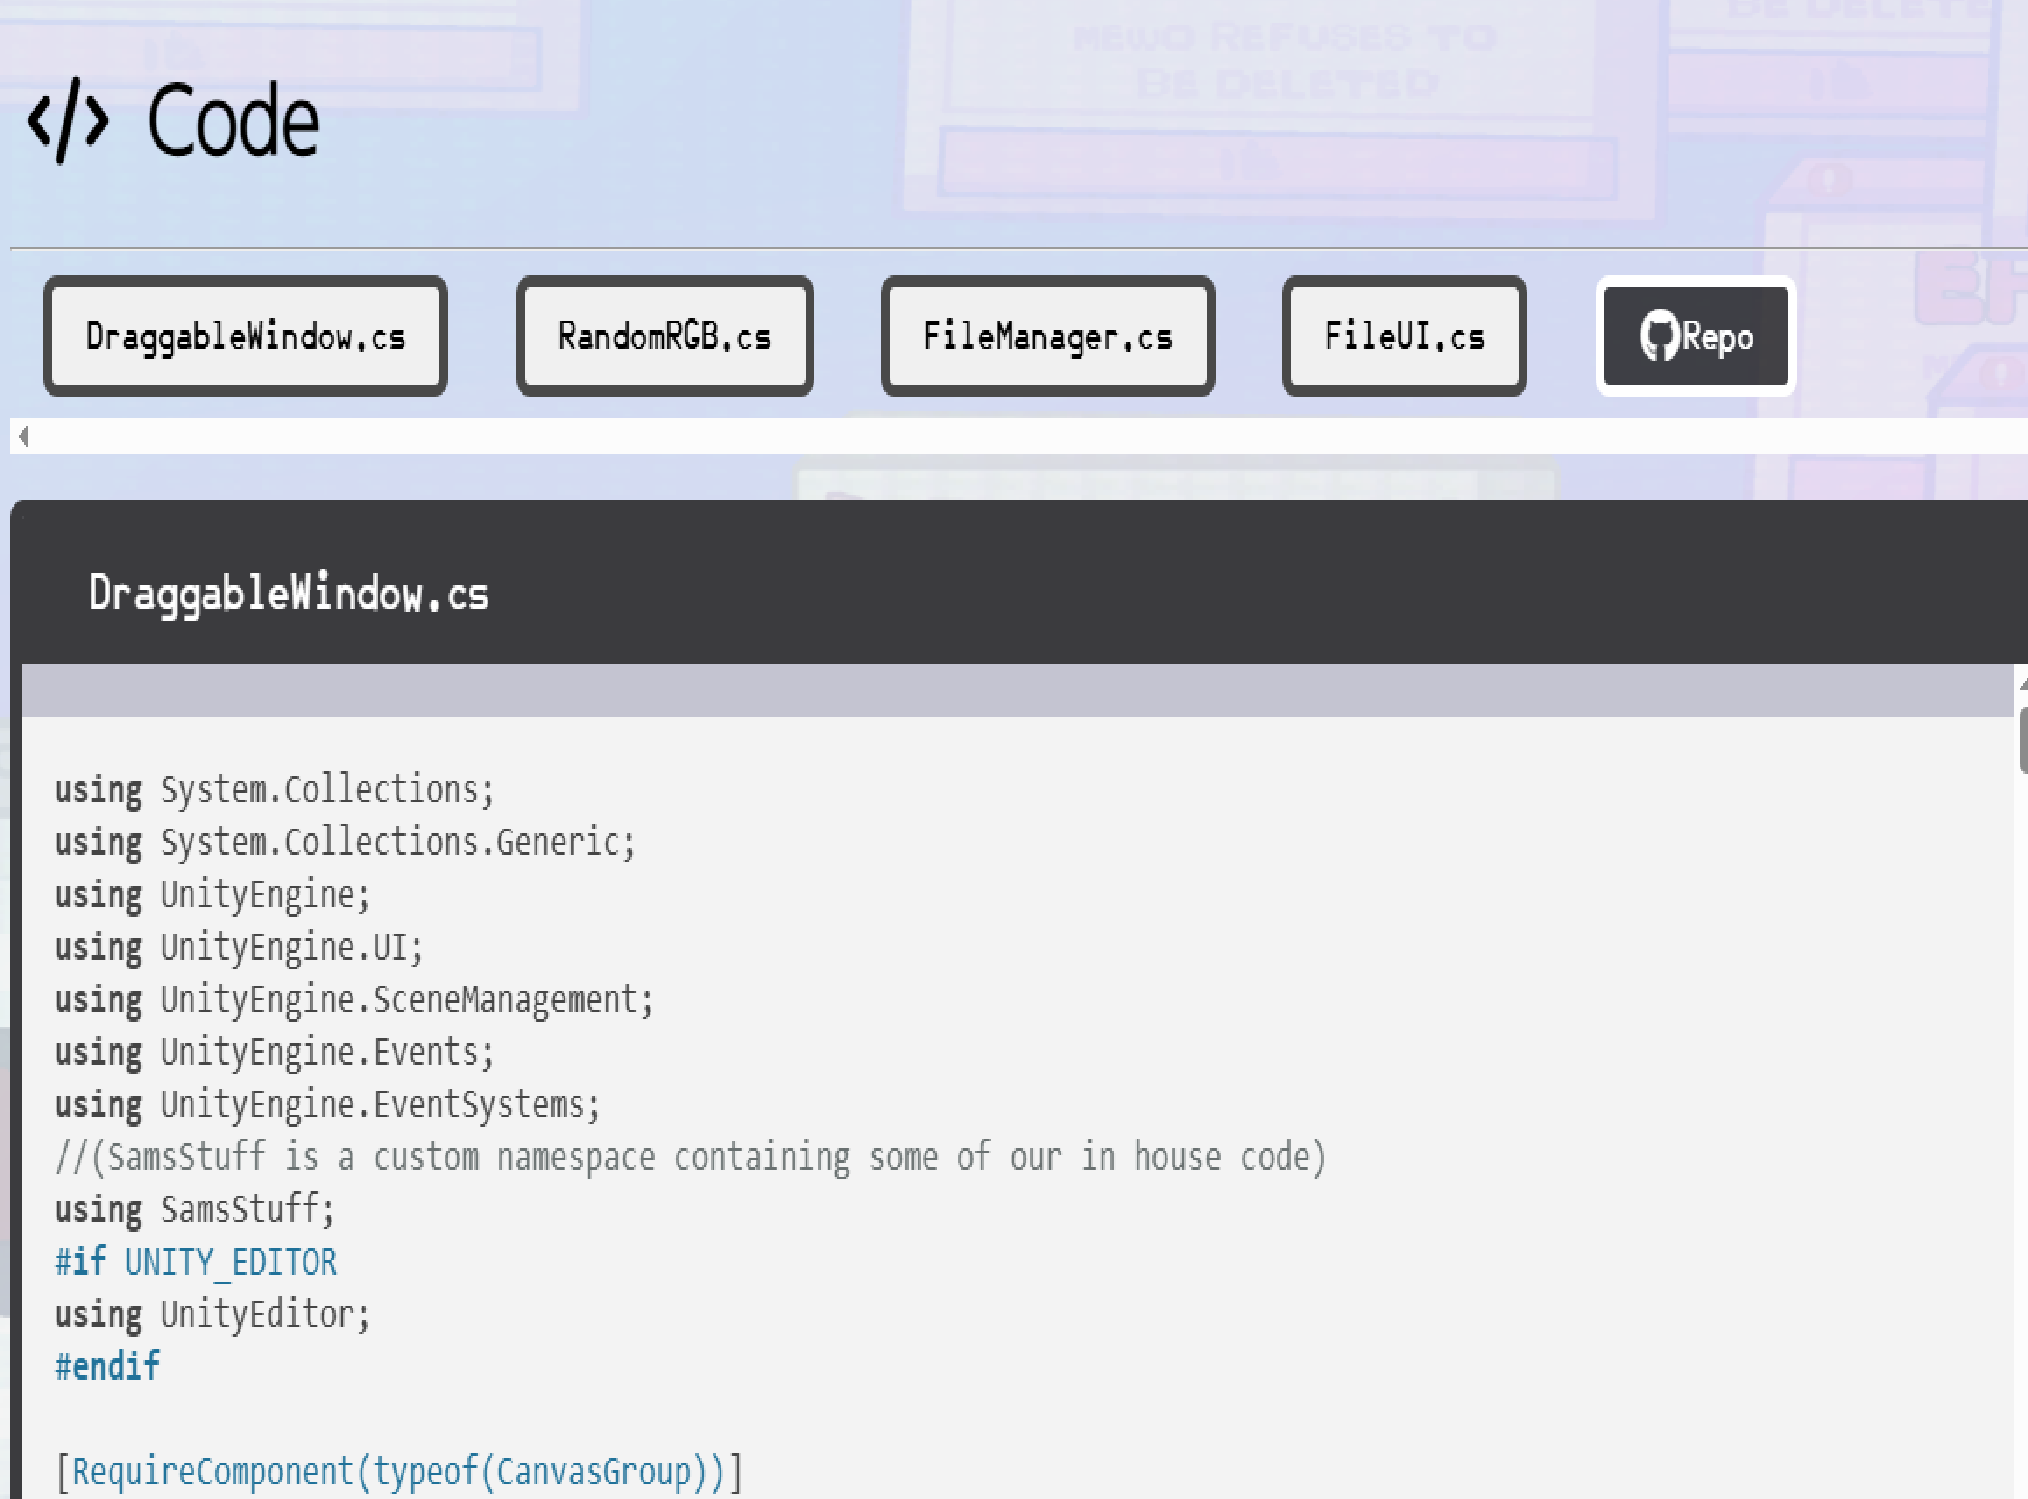 BE DELETE
MEWO REFUSES TO
BE DELETED
</> Code
DraggableWindow.cs RandomRGB.cs FileManager.cs FileUI.cs Repo
DraggableWindow.cs
using System.Collections;
using System.Collections.Generic;
using UnityEngine;
using UnityEngine.UI;
using UnityEngine.SceneManagement;
using UnityEngine.Events;
using UnityEngine.EventSystems;
//(SamsStuff is a custom namespace containing some of our in house code)
using SamsStuff;
#if UNITY_EDITOR
using UnityEditor;
#endif
[RequireComponent(typeof(CanvasGroup))]